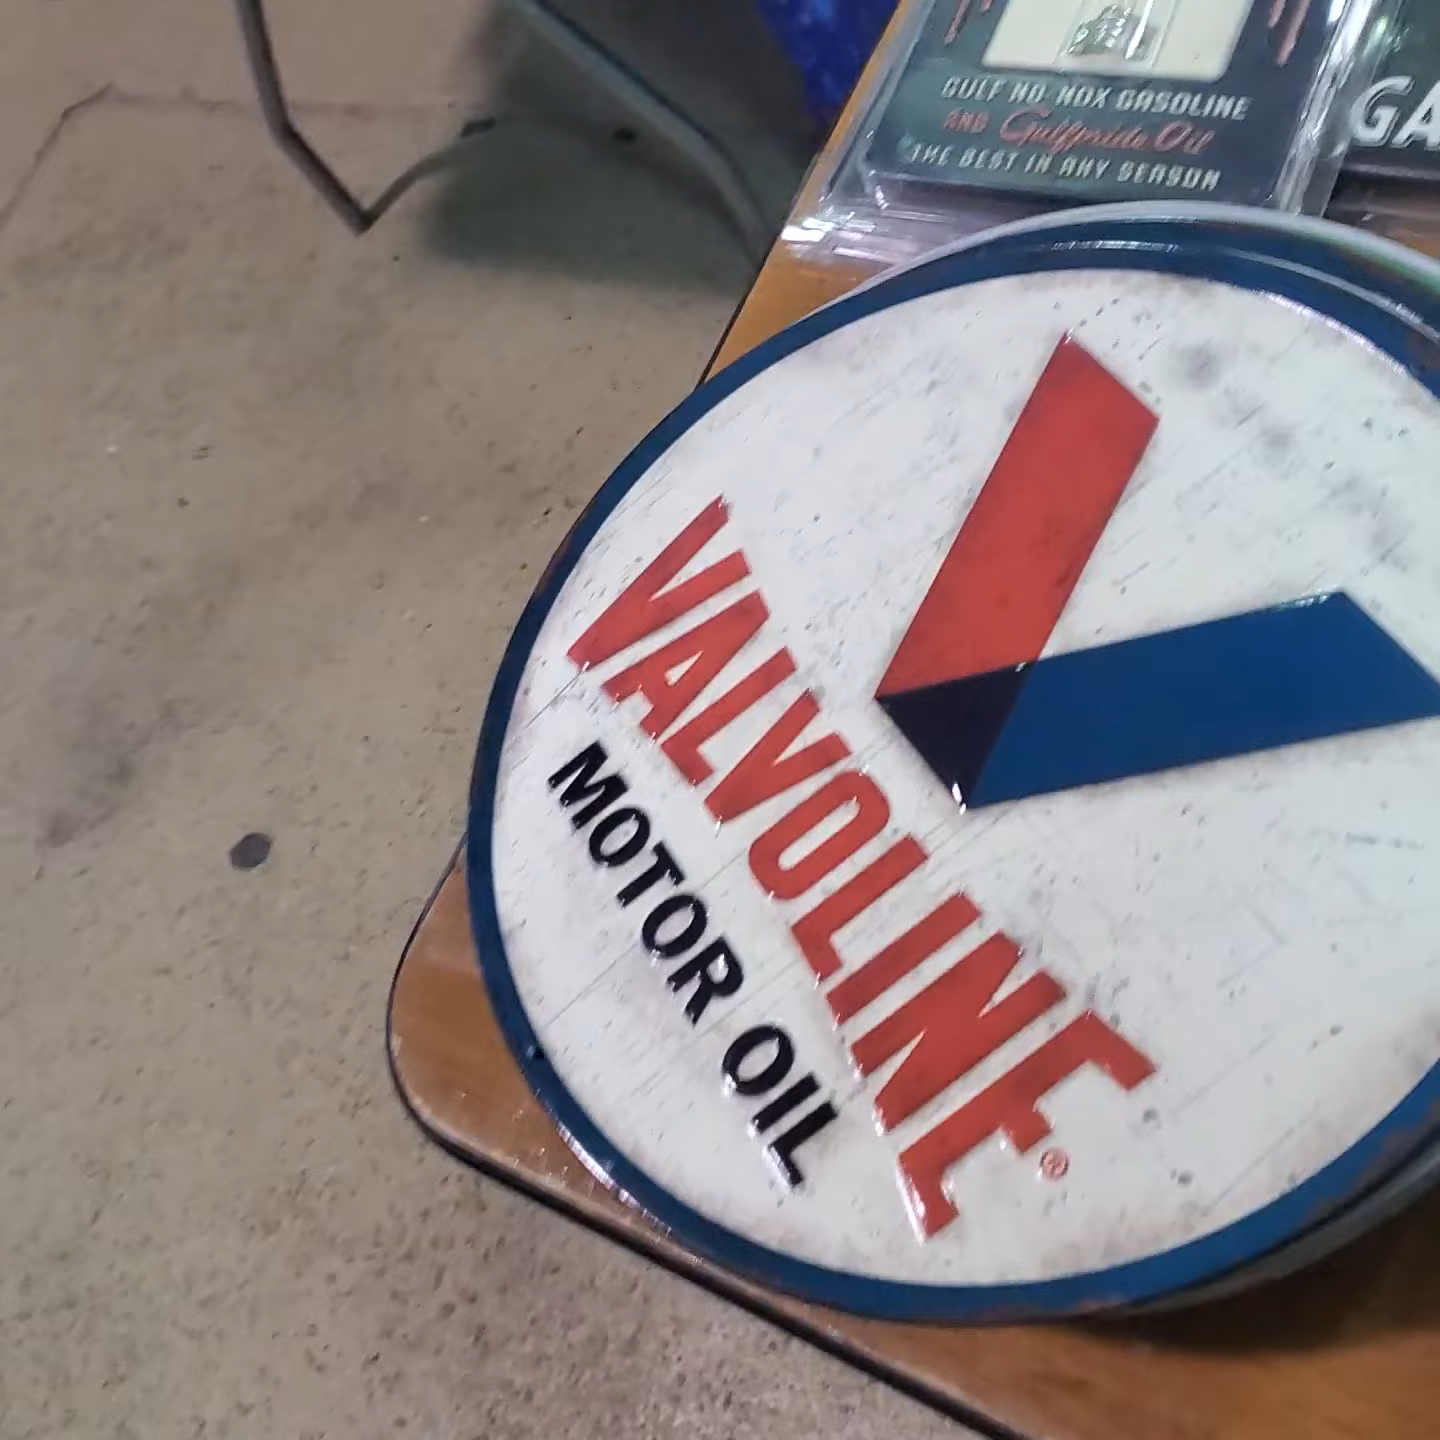 GULF NO-NOX GASOLINE
AND Gulfpride Oil
THE BEST IN ANY SEASON
GA
VALVOLINE®
MOTOR OIL